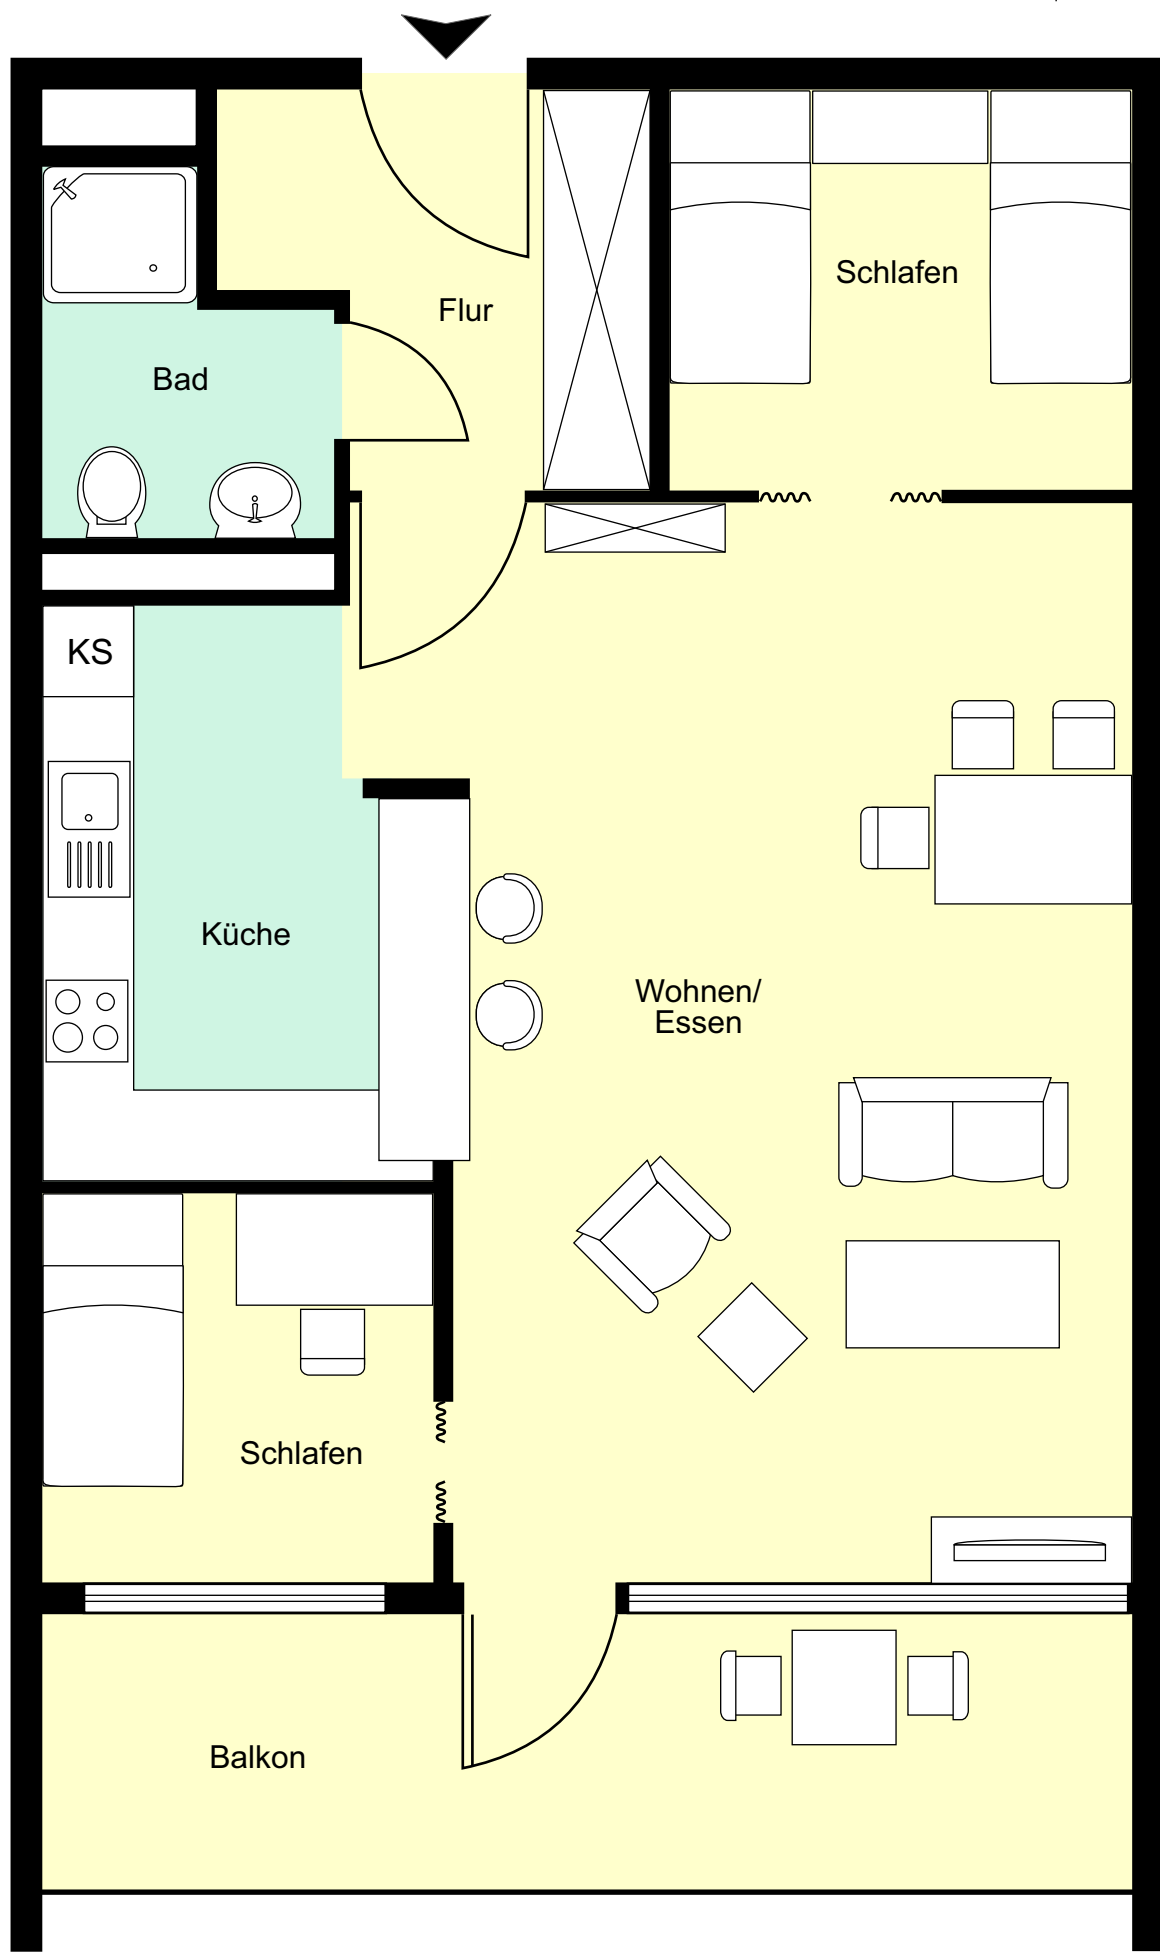 Schlafen
Flur
Bad
KS
Küche
Wohnen/
Essen
Schlafen
Balkon